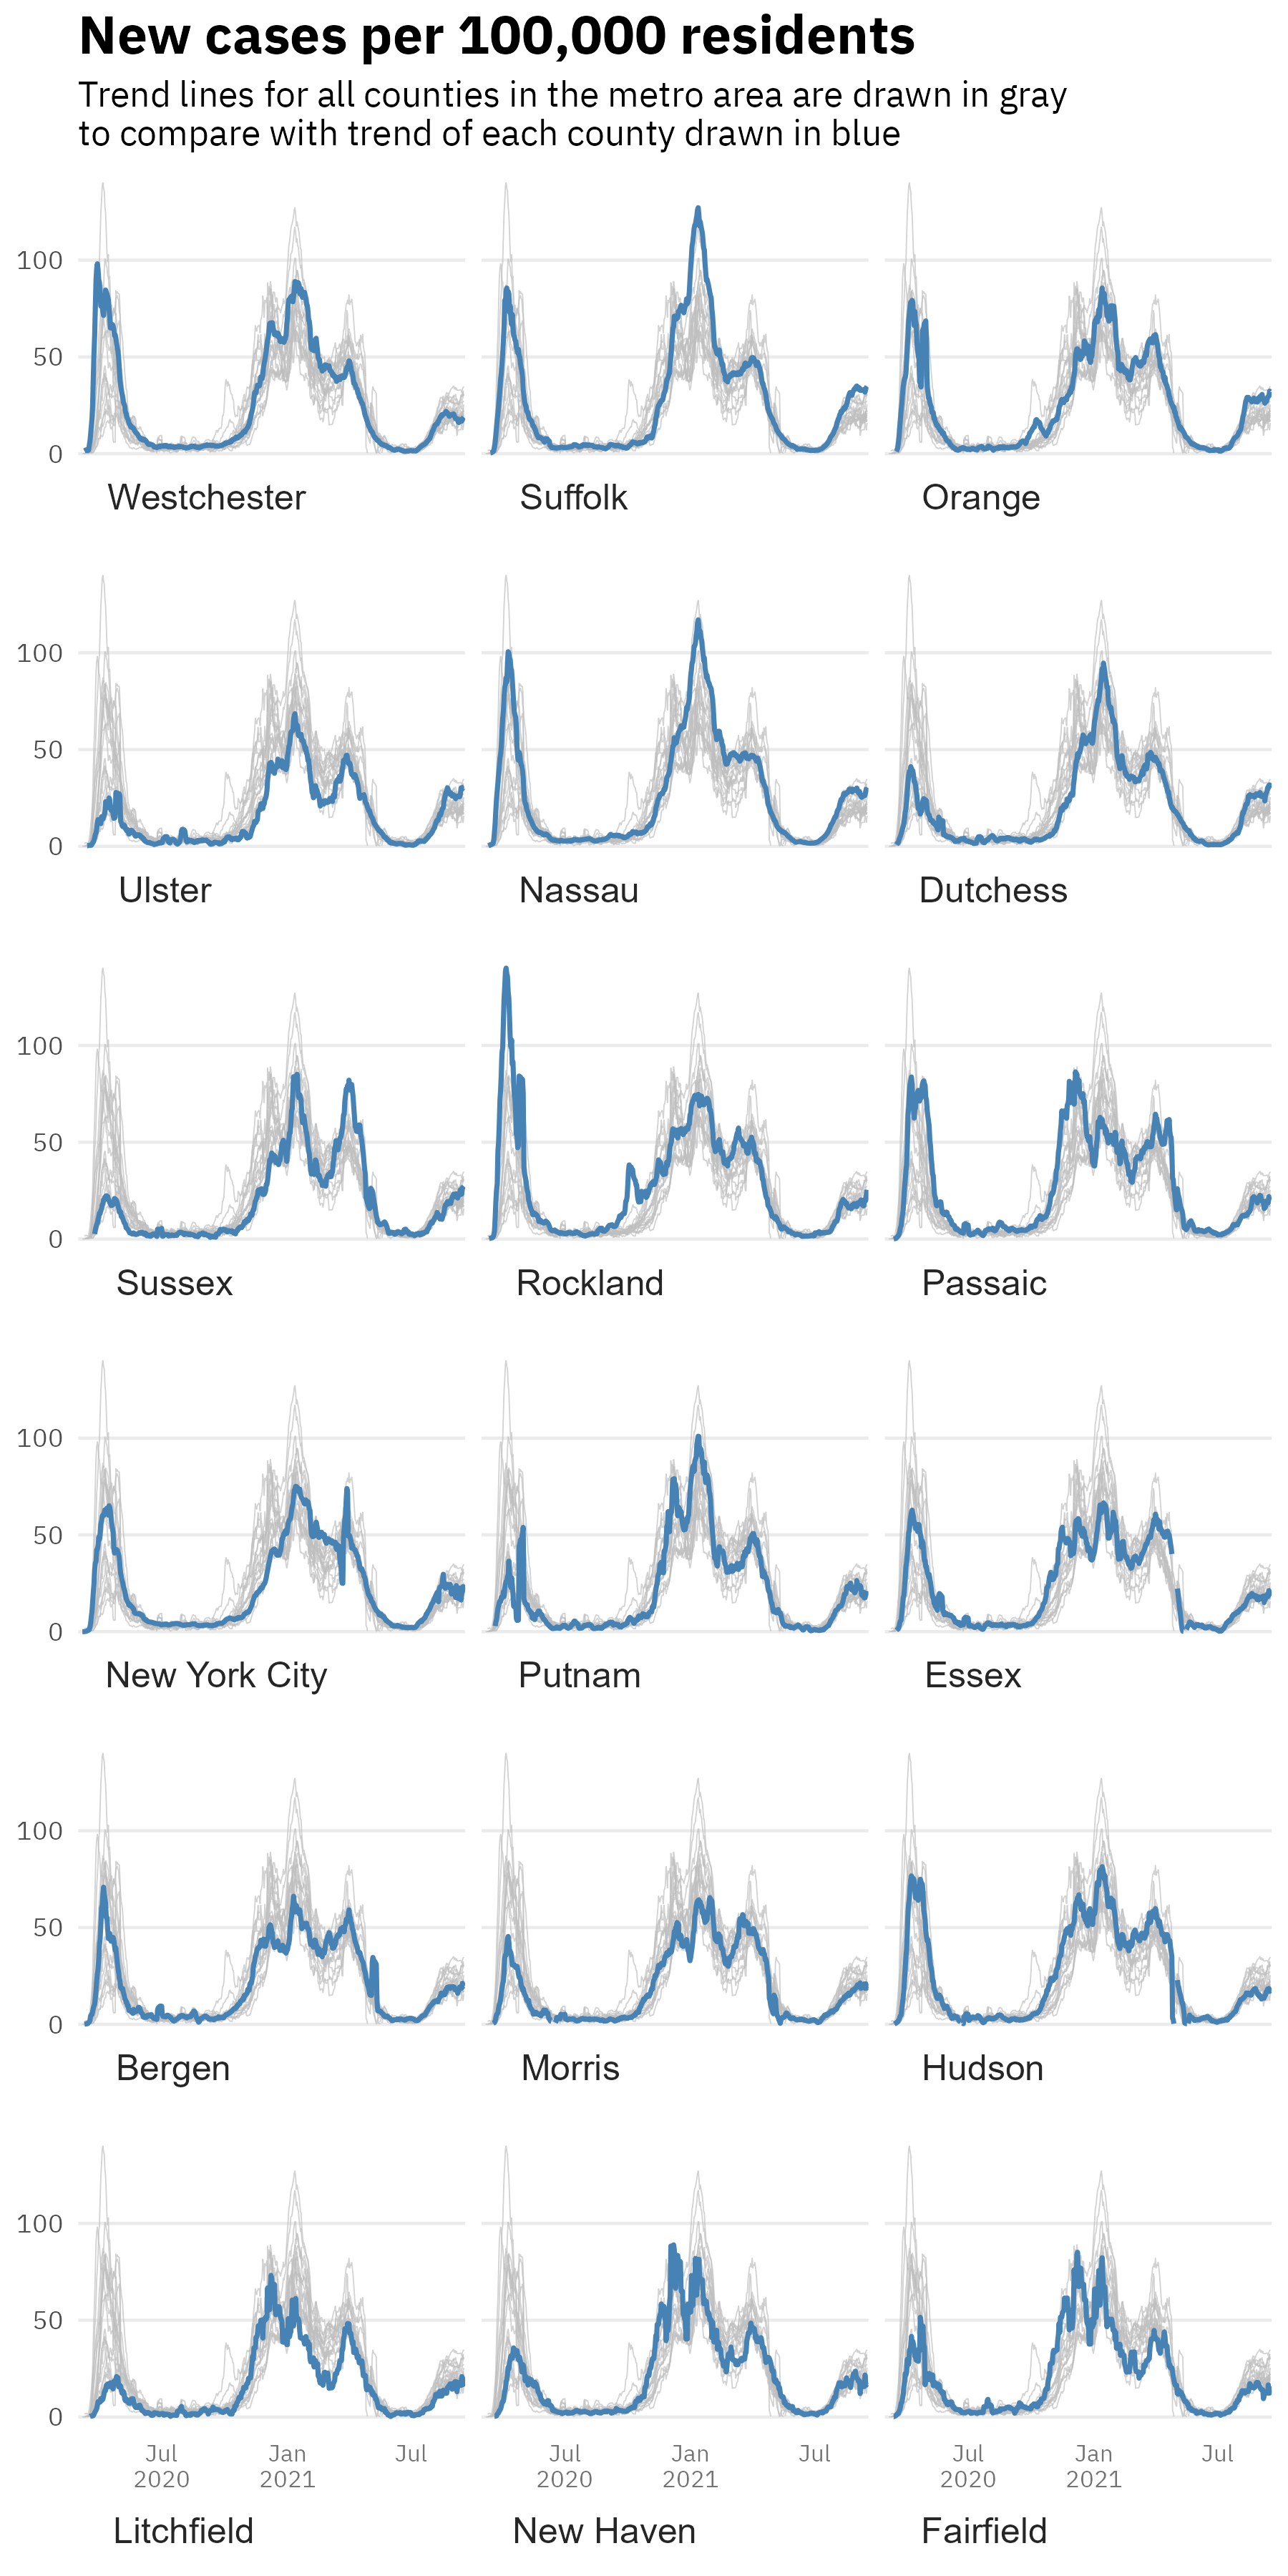 New cases per 100,000 residents
Trend lines for all counties in the metro area are drawn in gray
to compare with trend of each county drawn in blue
100
50
0
Westchester Suffolk Orange
100
50
0
Ulster Nassau Dutchess
100
50
0
Sussex Rockland Passaic
100
50
0
New York City Putnam Essex
100
50
0
Bergen Morris Hudson
100
50
0
Jul Jan Jul Jul Jan Jul Jul Jan Jul
2020 2021 2020 2021 2020 2021
Litchfield New Haven Fairfield